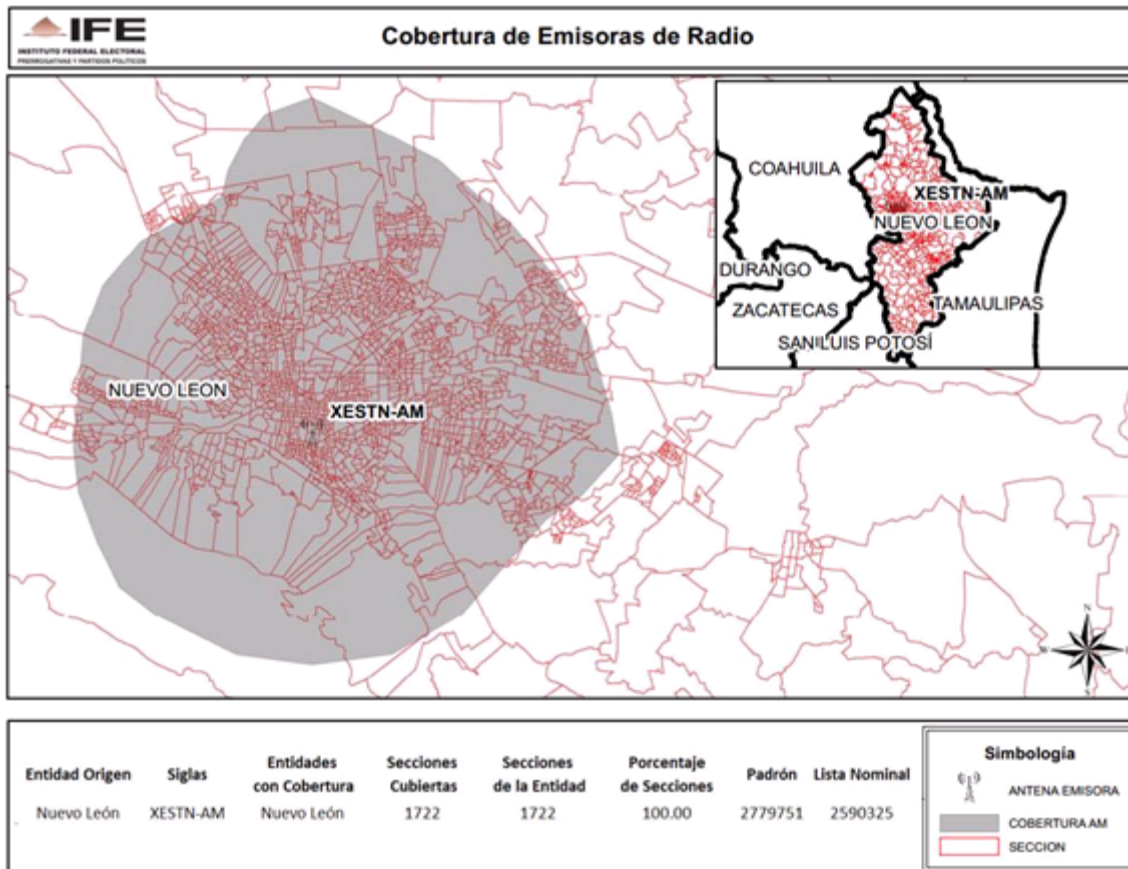 IFE
INSTITUTO FEDERAL ELECTORAL
PRERROGATIVAS Y PARTIDOS POLITICOS
Cobertura de Emisoras de Radio
NUEVO LEON
XESTN-AM
COAHUILA
XESTN-AM
NUEVO LEON
DURANGO
ZACATECAS
TAMAULIPAS
SAN LUIS POTOSÍ
N
W
S
Entidad Origen Siglas Entidades con Cobertura Secciones Cubiertas Secciones de la Entidad Porcentaje de Secciones Padrón Lista Nominal
Nuevo León XESTN-AM Nuevo León 1722 1722 100.00 2779751 2590325
Simbología
ANTENA EMISORA
COBERTURA AM
SECCION